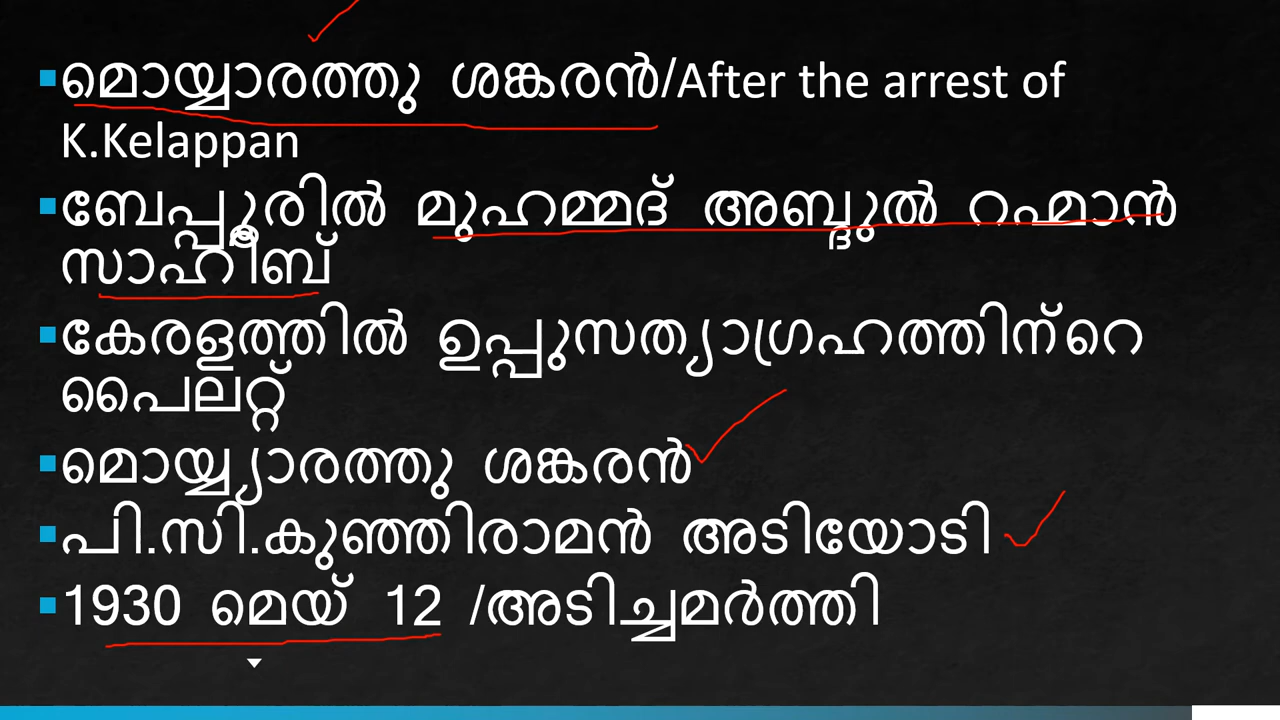 മൊയ്യാരത്തു ശങ്കരൻ/After the arrest of
K.Kelappan
ബേപ്പൂരിൽ മുഹമ്മദ് അബ്ദുൽ റഹ്മാൻ
സാഹിബ്
കേരളത്തിൽ ഉപ്പുസത്യാഗ്രഹത്തിന്റെ
പൈലറ്റ്
മൊയ്യ്യാരത്തു ശങ്കരൻ
പി.സി.കുഞ്ഞിരാമൻ അടിയോടി
1930 മെയ് 12 /അടിച്ചമർത്തി